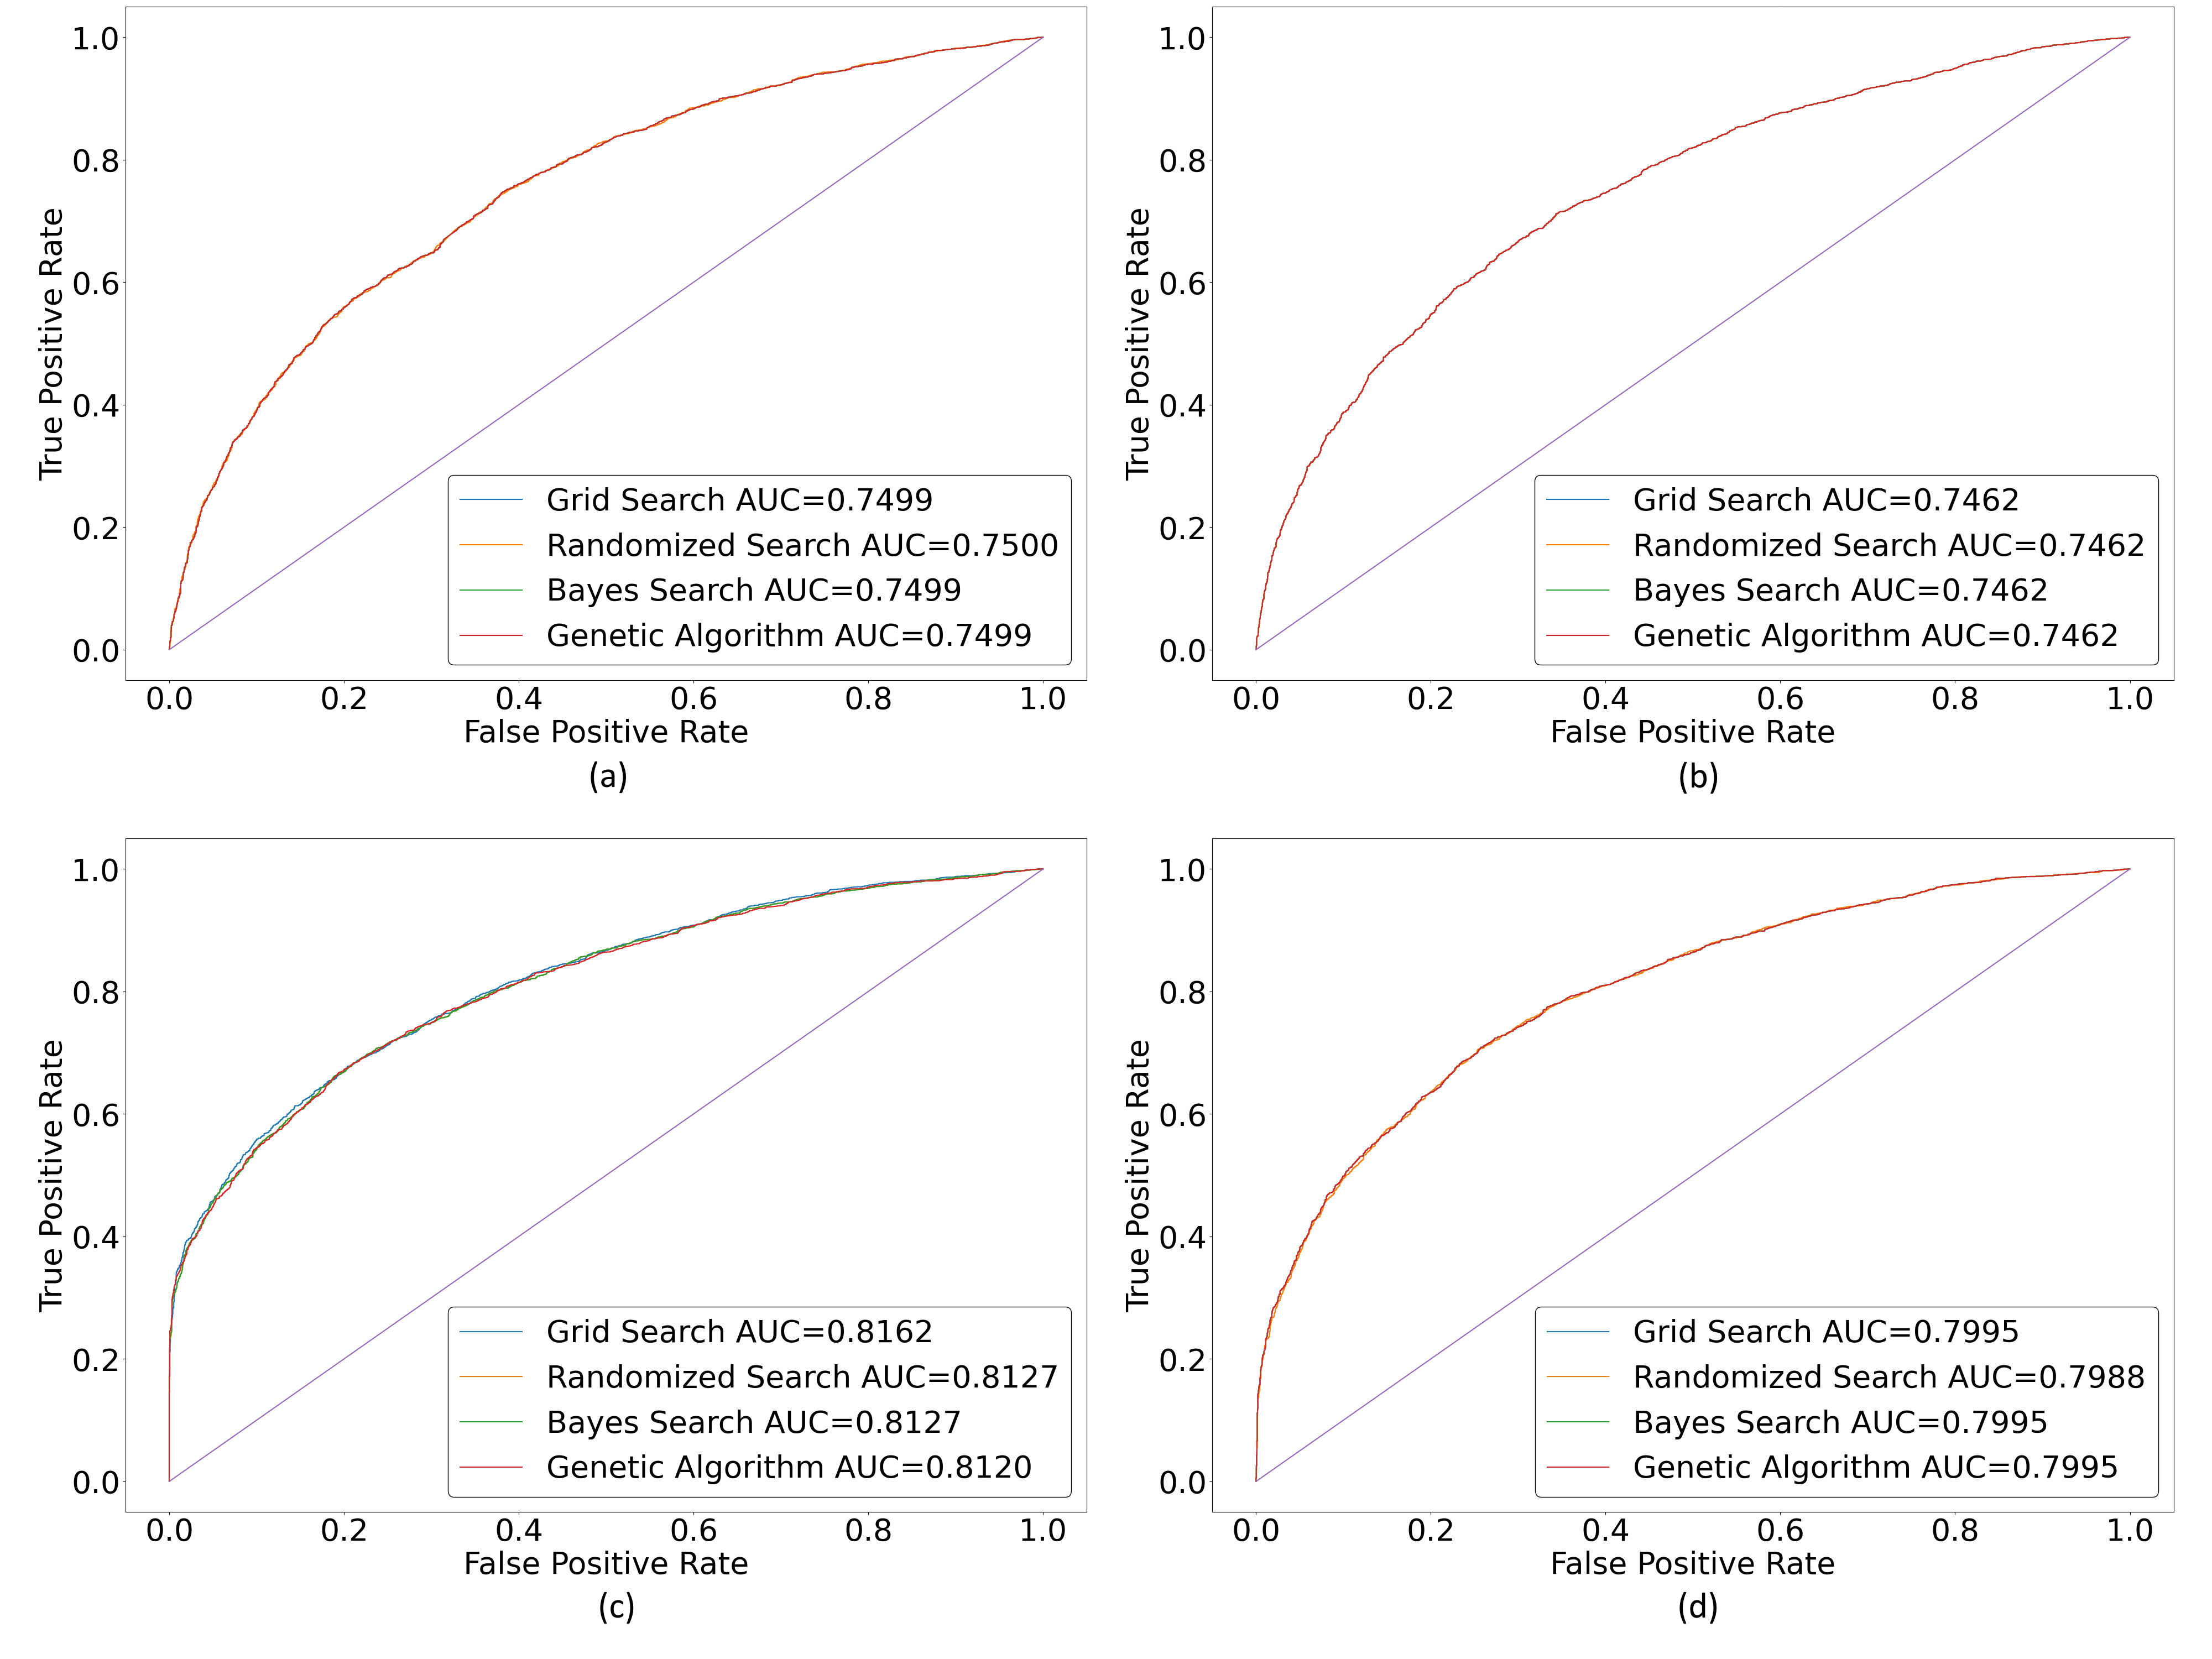 True Positive Rate
1.0
0.8
0.6
0.4
0.2
0.0
Grid Search AUC=0.7499
Randomized Search AUC=0.7500
Bayes Search AUC=0.7499
Genetic Algorithm AUC=0.7499
0.0 0.2 0.4 0.6 0.8 1.0
False Positive Rate
(a)
True Positive Rate
1.0
0.8
0.6
0.4
0.2
0.0
Grid Search AUC=0.7462
Randomized Search AUC=0.7462
Bayes Search AUC=0.7462
Genetic Algorithm AUC=0.7462
0.0 0.2 0.4 0.6 0.8 1.0
False Positive Rate
(b)
True Positive Rate
1.0
0.8
0.6
0.4
0.2
0.0
Grid Search AUC=0.8162
Randomized Search AUC=0.8127
Bayes Search AUC=0.8127
Genetic Algorithm AUC=0.8120
0.0 0.2 0.4 0.6 0.8 1.0
False Positive Rate
(c)
True Positive Rate
1.0
0.8
0.6
0.4
0.2
0.0
Grid Search AUC=0.7995
Randomized Search AUC=0.7988
Bayes Search AUC=0.7995
Genetic Algorithm AUC=0.7995
0.0 0.2 0.4 0.6 0.8 1.0
False Positive Rate
(d)